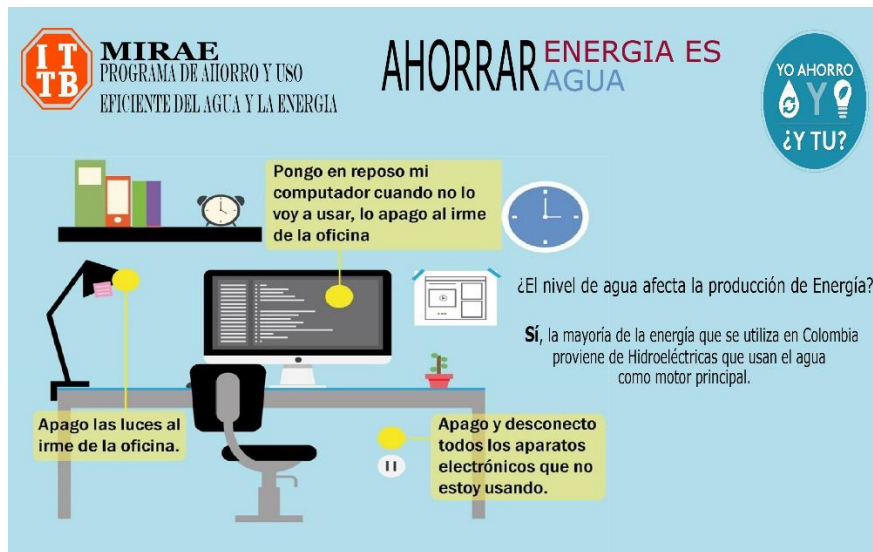 I T
T B
MIRAE
PROGRAMA DE AHORRO Y USO
EFICIENTE DEL AGUA Y LA ENERGIA
AHORRAR ENERGIA ES
AGUA
YO AHORRO
Y
¿Y TU?
Pongo en reposo mi
computador cuando no lo
voy a usar, lo apago al irme
de la oficina
¿El nivel de agua afecta la producción de Energía?
Sí, la mayoría de la energía que se utiliza en Colombia
proviene de Hidroeléctricas que usan el agua
como motor principal.
Apago las luces al
irme de la oficina.
Apago y desconecto
todos los aparatos
electrónicos que no
estoy usando.